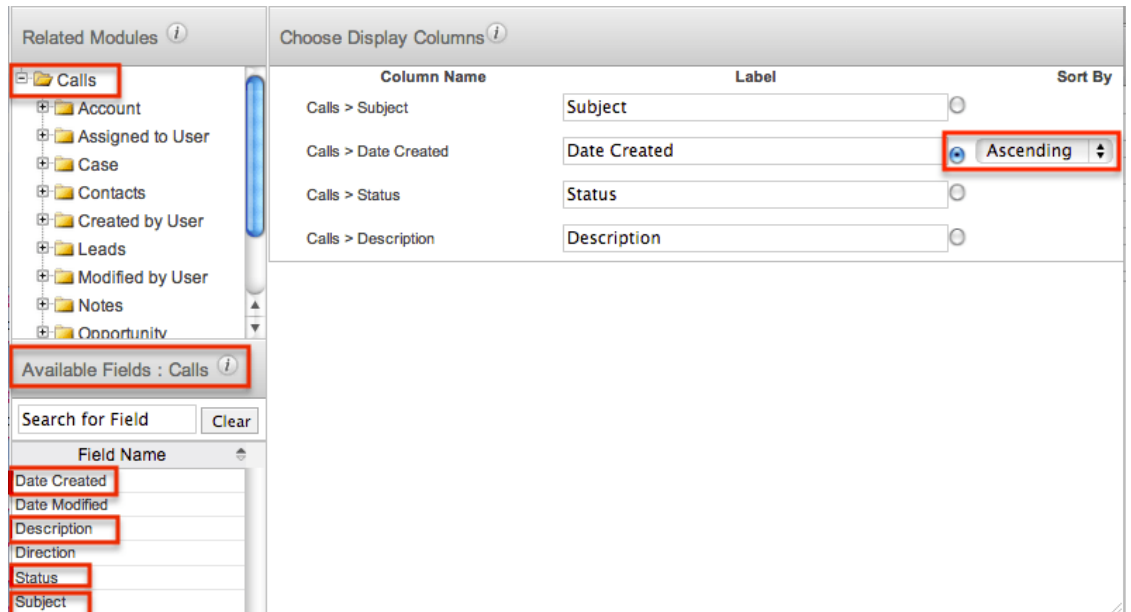 Related Modules i
Calls
Account
Assigned to User
Case
Contacts
Created by User
Leads
Modified by User
Notes
Opportunity
Available Fields : Calls i
Search for Field Clear
Field Name
Date Created
Date Modified
Description
Direction
Status
Subject
Choose Display Columns i
Column Name Label Sort By
Calls > Subject Subject
Calls > Date Created Date Created Ascending
Calls > Status Status
Calls > Description Description